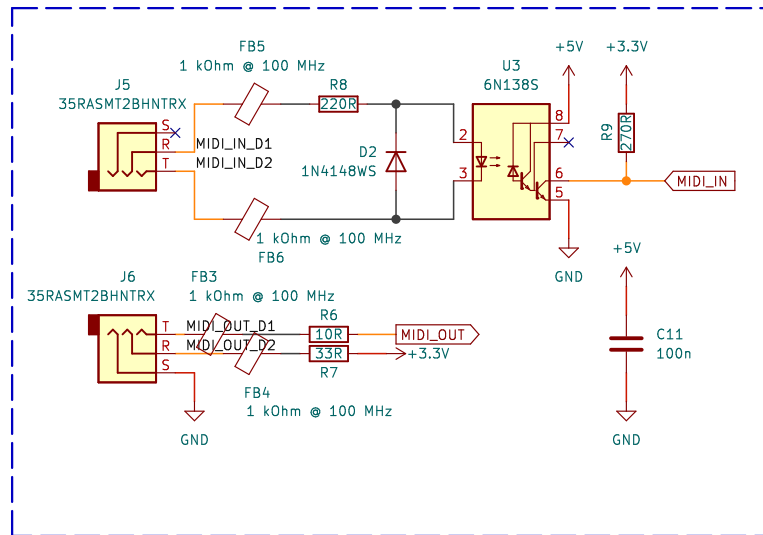 FB5
1 kOhm @ 100 MHz
J5
35RASMT2BHNTRX
S
R
T
MIDI_IN_D1
MIDI_IN_D2
R8
220R
D2
1N4148WS
U3
6N138S
2
3
8
7
6
5
+5V
+3.3V
R9
270R
MIDI_IN
GND
1 kOhm @ 100 MHz
FB6
J6
35RASMT2BHNTRX
T
R
S
FB3
1 kOhm @ 100 MHz
MIDI_OUT_D1
MIDI_OUT_D2
R6
10R
33R
R7
MIDI_OUT
+3.3V
FB4
1 kOhm @ 100 MHz
GND
+5V
C11
100n
GND